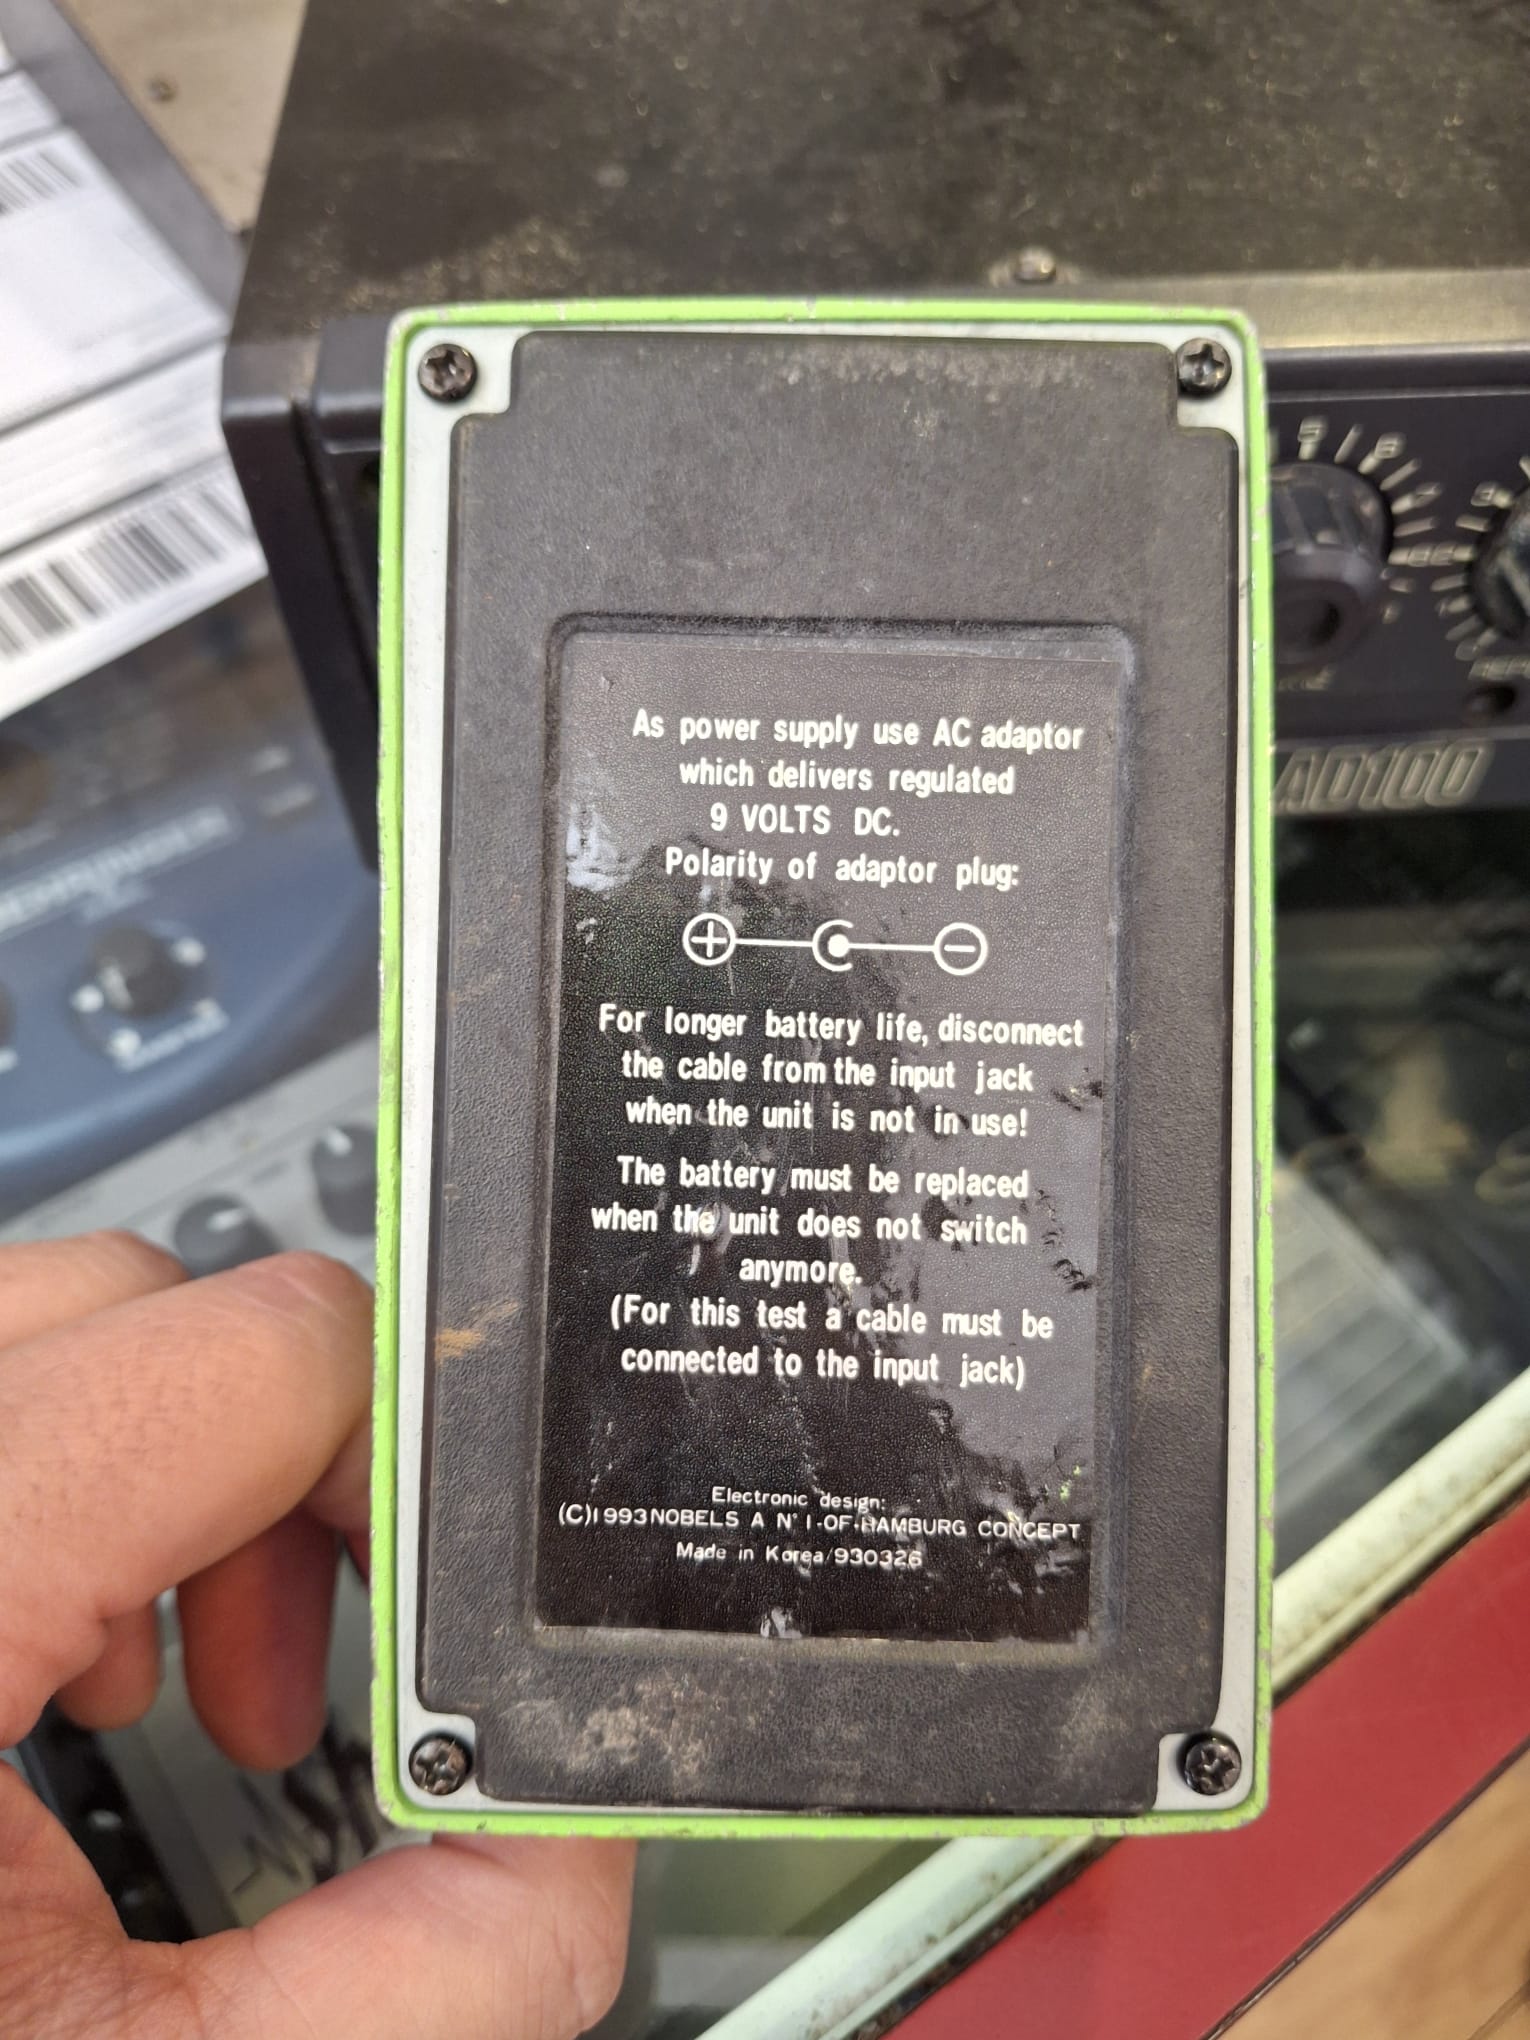 As power supply use AC adaptor
which delivers regulated
9 VOLTS DC.
Polarity of adaptor plug:
+ −
For longer battery life, disconnect
the cable from the input jack
when the unit is not in use!
The battery must be replaced
when the unit does not switch
anymore.
(For this test a cable must be
connected to the input jack)
Electronic design:
(C)1993 NOBELS A N° 1·OF·HAMBURG CONCEPT
Made in Korea/930326
AD100